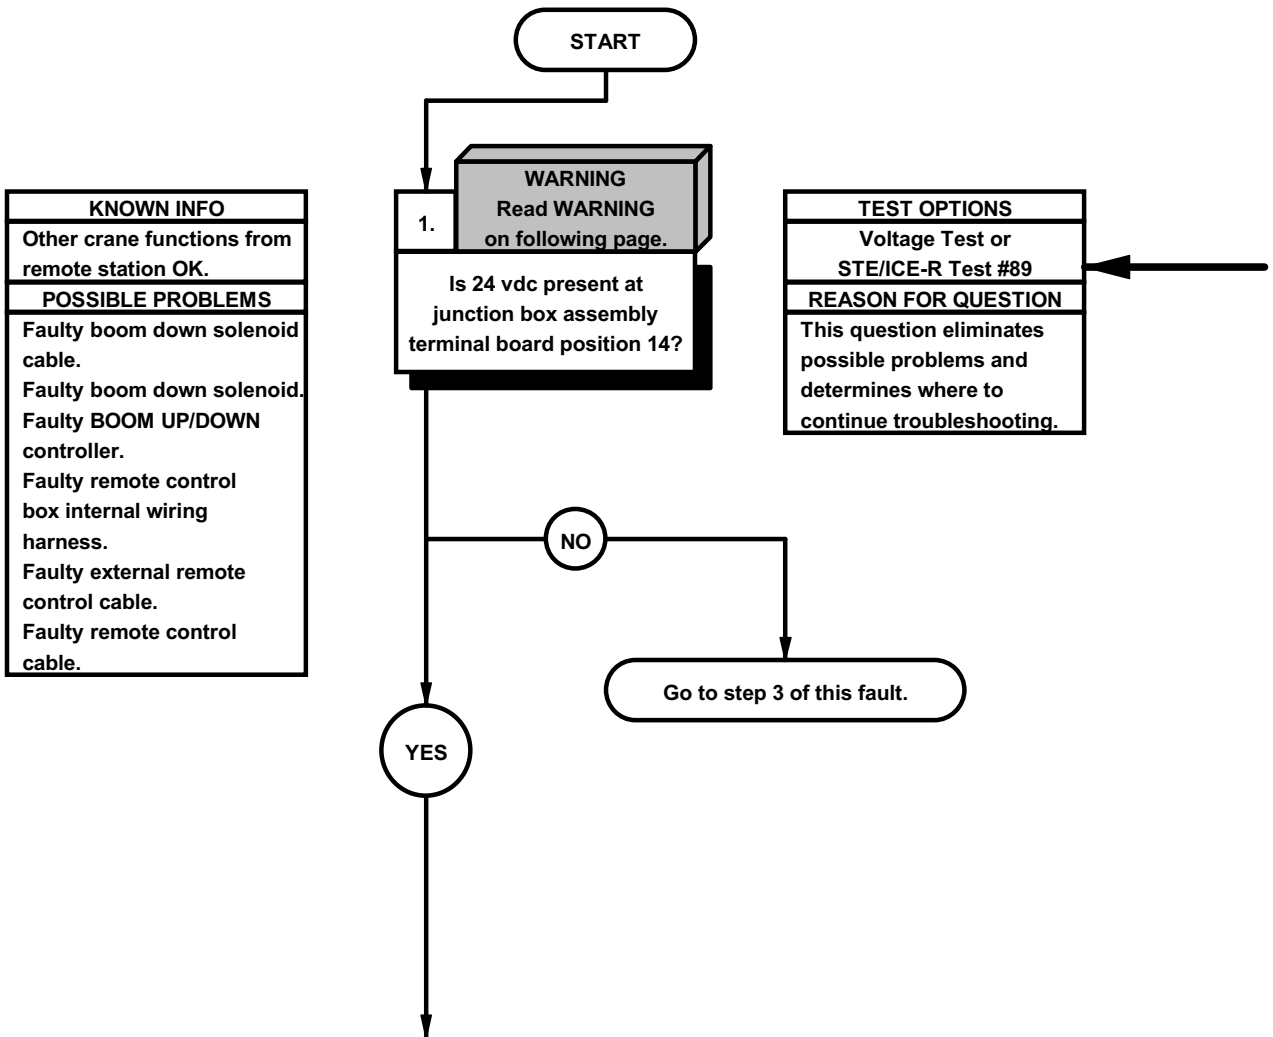 START
KNOWN INFO
Other crane functions from
remote station OK.
POSSIBLE PROBLEMS
Faulty boom down solenoid
cable.
Faulty boom down solenoid.
Faulty BOOM UP/DOWN
controller.
Faulty remote control
box internal wiring
harness.
Faulty external remote
control cable.
Faulty remote control
cable.
WARNING
Read WARNING
on following page.
1.
Is 24 vdc present at
junction box assembly
terminal board position 14?
TEST OPTIONS
Voltage Test or
STE/ICE-R Test #89
REASON FOR QUESTION
This question eliminates
possible problems and
determines where to
continue troubleshooting.
NO
Go to step 3 of this fault.
YES